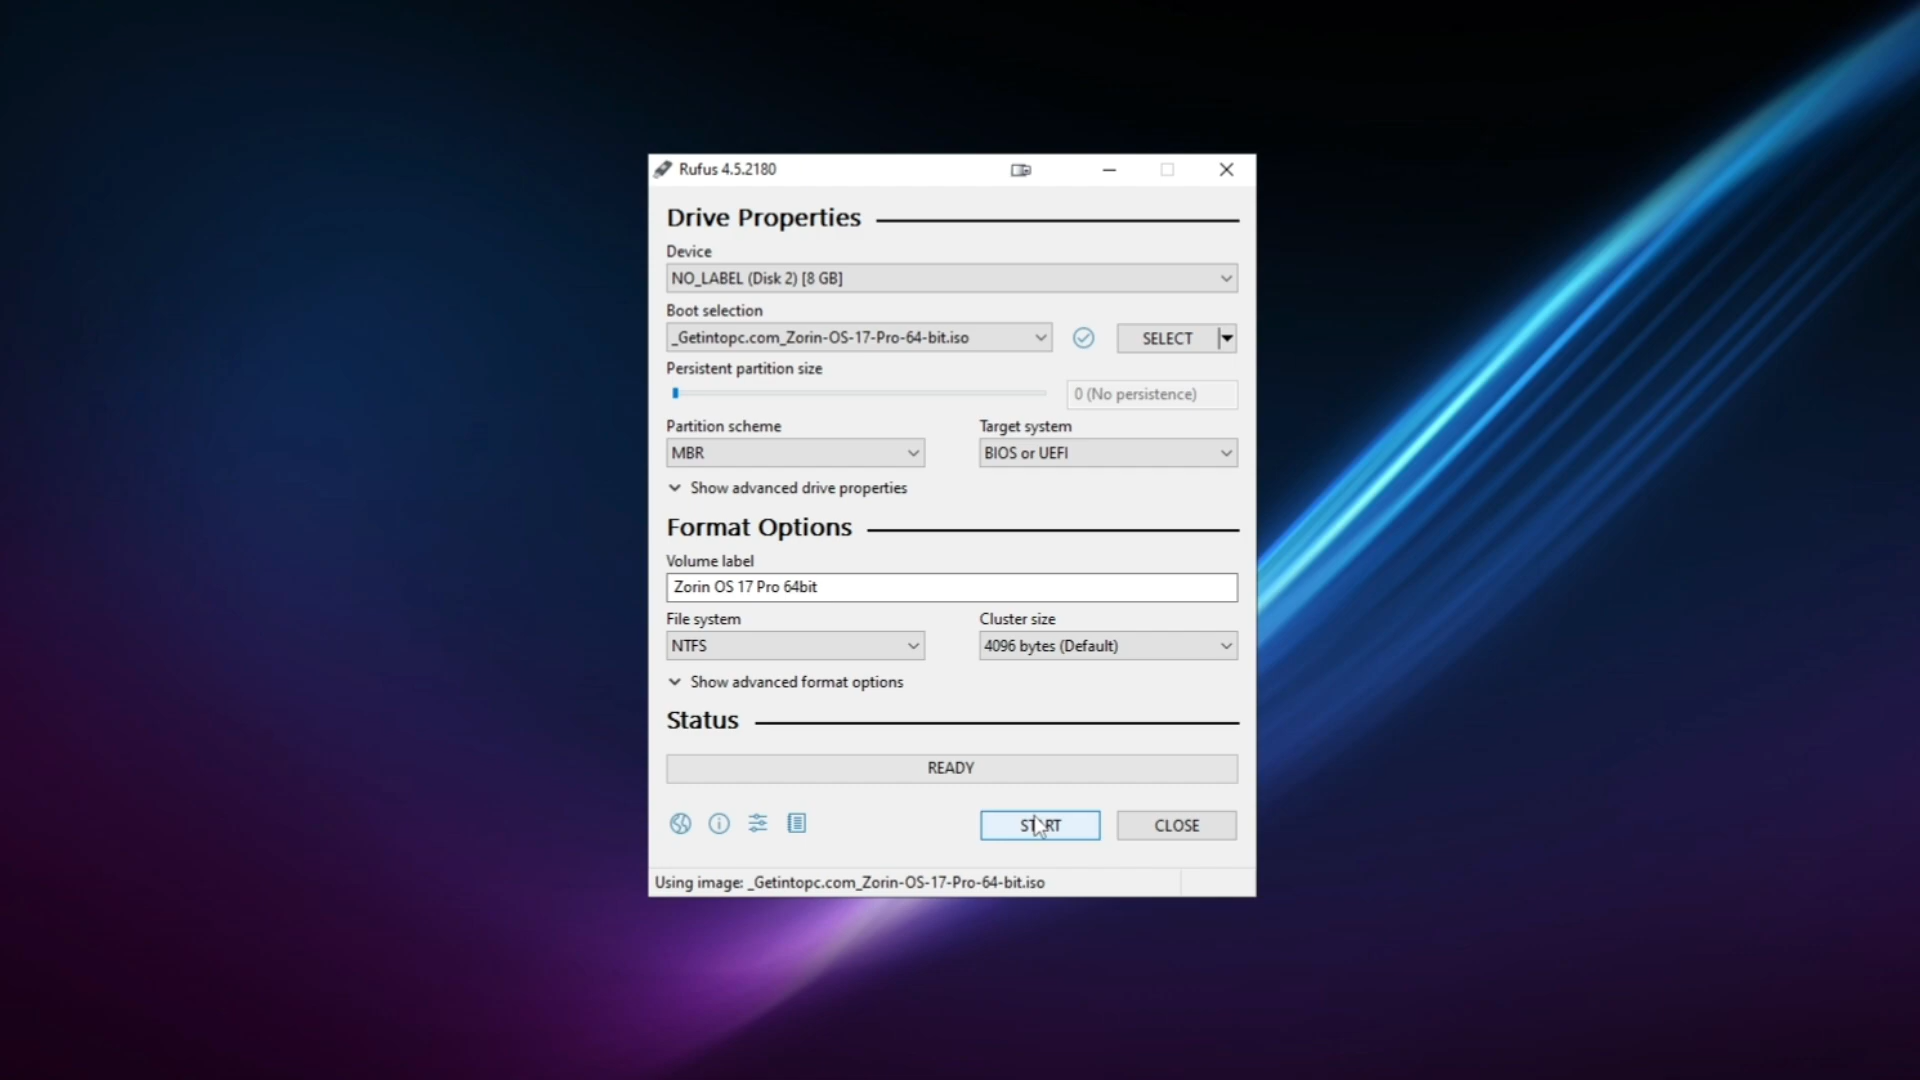 Rufus 4.5.2180
Drive Properties
Device
NO_LABEL (Disk 2) [8 GB]
Boot selection
_Getintopc.com_Zorin-OS-17-Pro-64-bit.iso
SELECT
Persistent partition size
0 (No persistence)
Partition scheme
Target system
MBR
BIOS or UEFI
Show advanced drive properties
Format Options
Volume label
Zorin OS 17 Pro 64bit
File system
Cluster size
NTFS
4096 bytes (Default)
Show advanced format options
Status
READY
START
CLOSE
Using image: _Getintopc.com_Zorin-OS-17-Pro-64-bit.iso